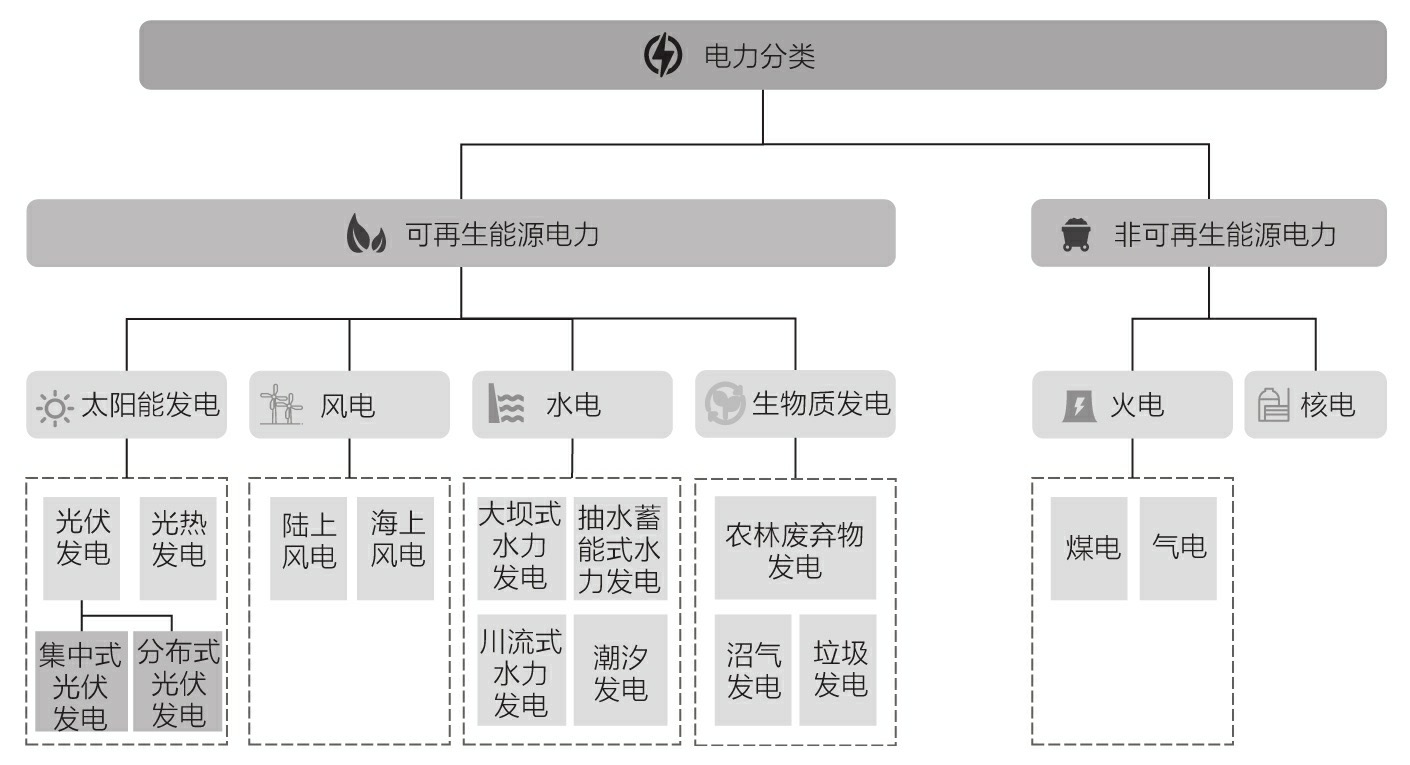 电力分类
可再生能源电力
非可再生能源电力
太阳能发电
风电
水电
生物质发电
火电
核电
光伏
发电
光热
发电
集中式
光伏
发电
分布式
光伏
发电
陆上
风电
海上
风电
大坝式
水力
发电
抽水蓄
能式水
力发电
川流式
水力
发电
潮汐
发电
农林废弃物
发电
沼气
发电
垃圾
发电
煤电
气电